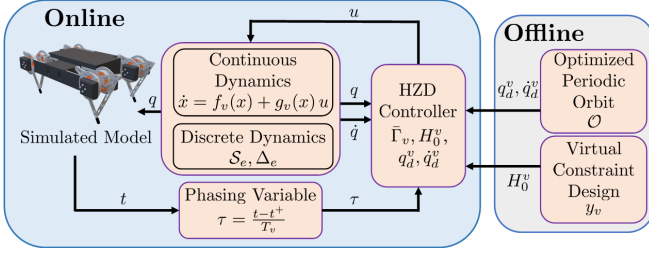 Online
Simulated Model
Continuous
Dynamics
ẋ = f_v(x) + g_v(x) u
Discrete Dynamics
𝒮_e, Δ_e
Phasing Variable
τ = (t−t⁺)/T_v
u
q
q
q̇
t
τ
HZD
Controller
Γ̄_v, H_0^v,
q_d^v, q̇_d^v
Offline
q_d^v, q̇_d^v
Optimized
Periodic
Orbit
𝒪
H_0^v
Virtual
Constraint
Design
y_v